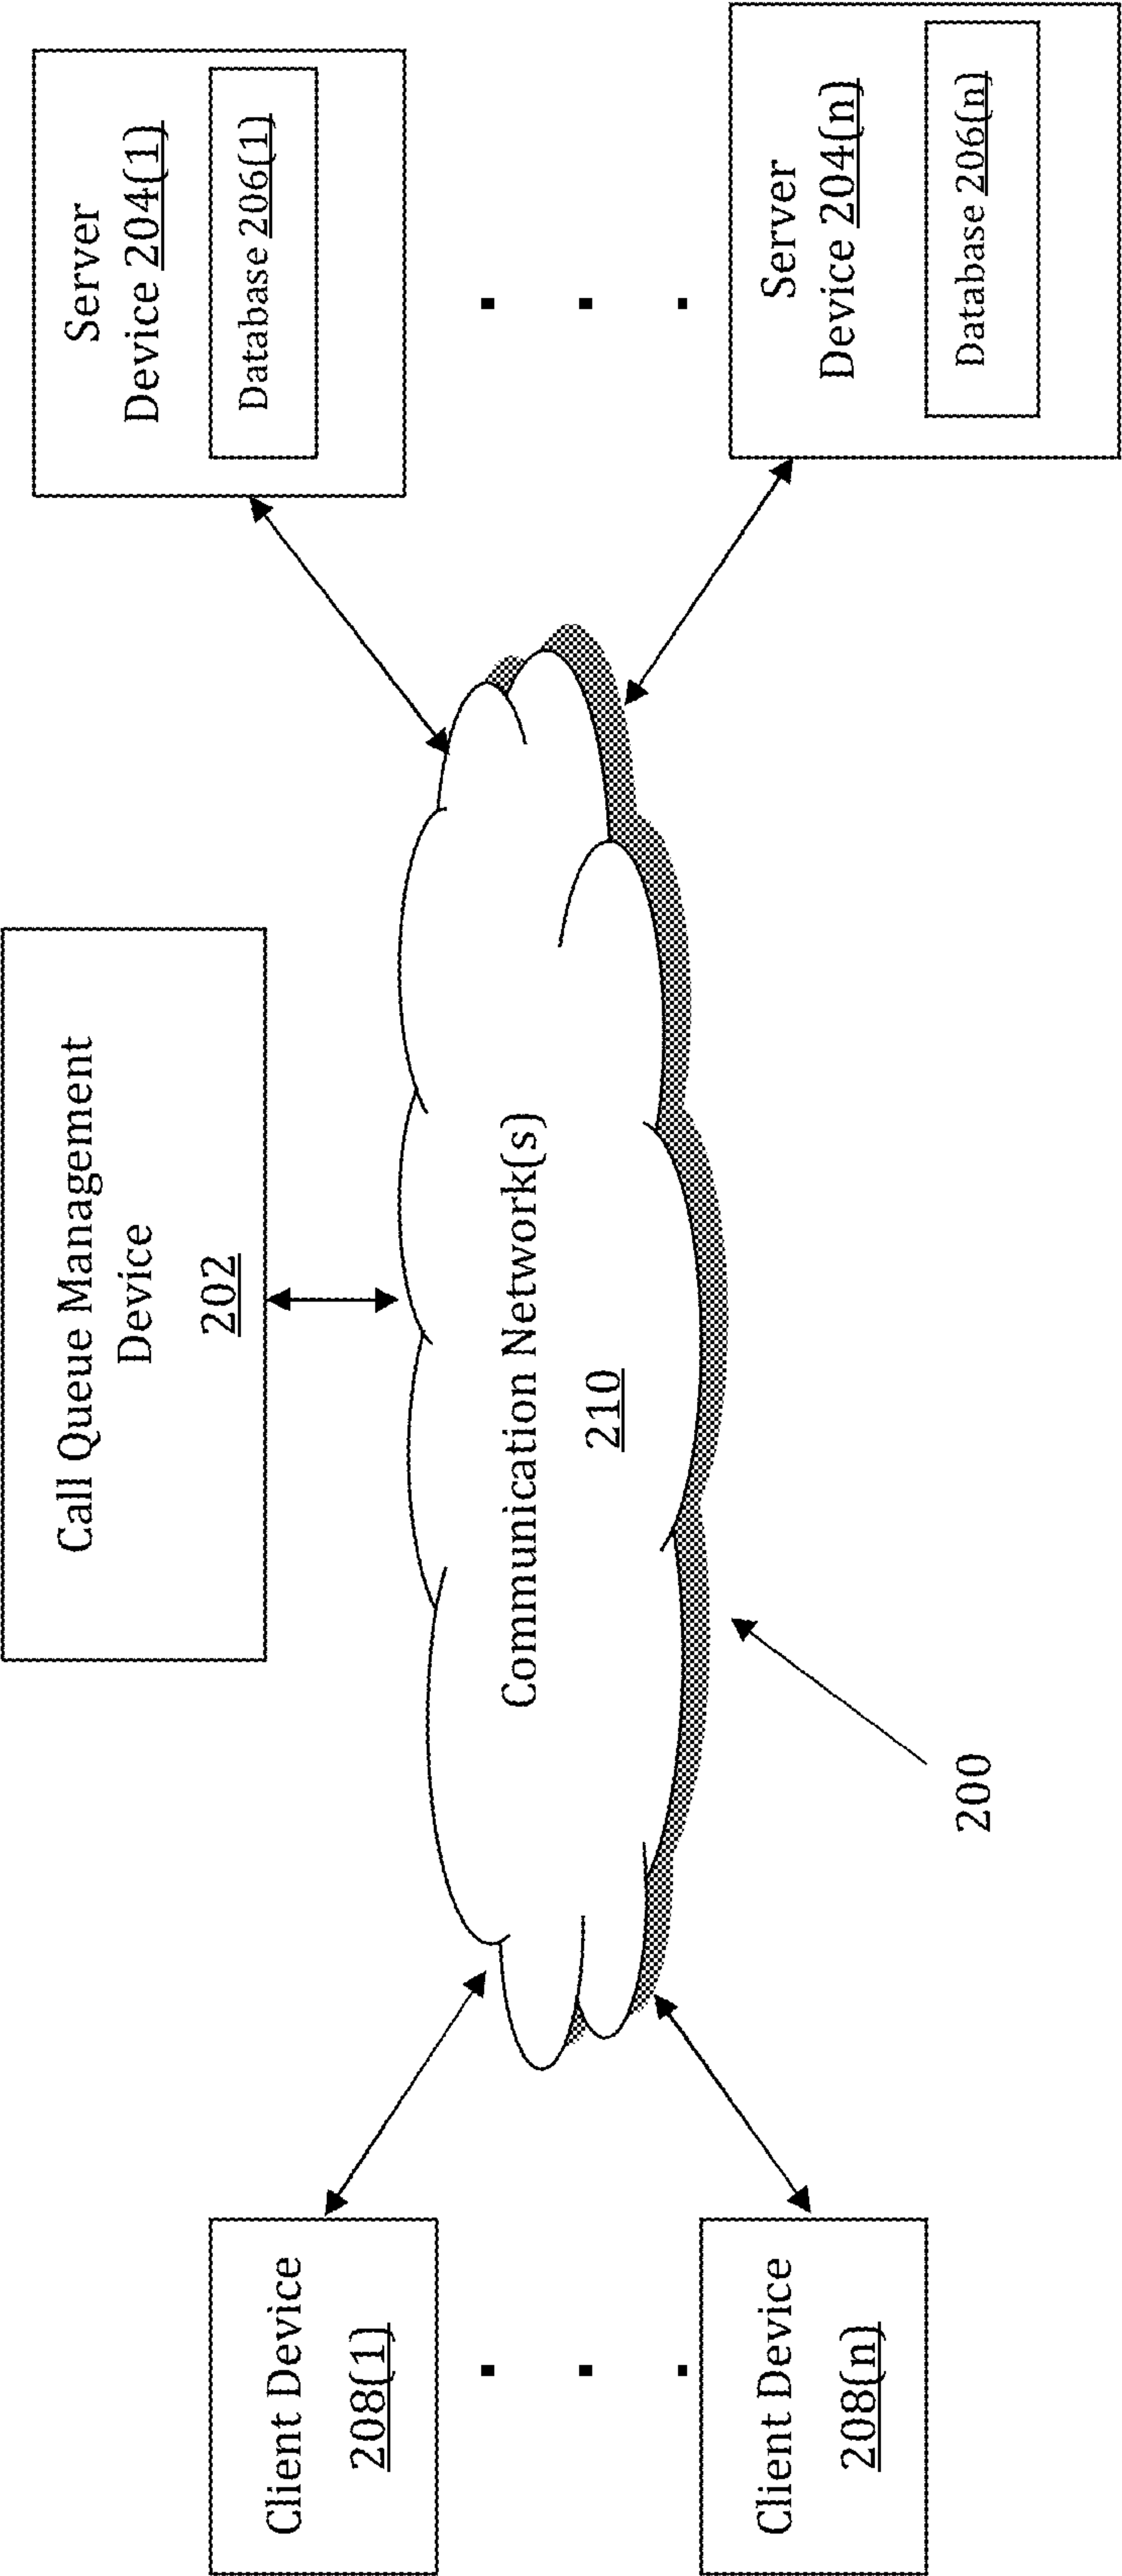 Call Queue Management
Device
202
Client Device
208(1)
Client Device
208(n)
Communication Network(s)
210
200
Server
Device 204(1)
Database 206(1)
Server
Device 204(n)
Database 206(n)